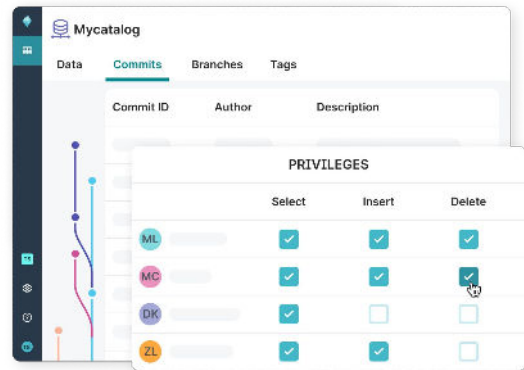 Mycatalog
Data Commits Branches Tags
Commit ID Author Description
PRIVILEGES
Select Insert Delete
ML
MC
DK
ZL